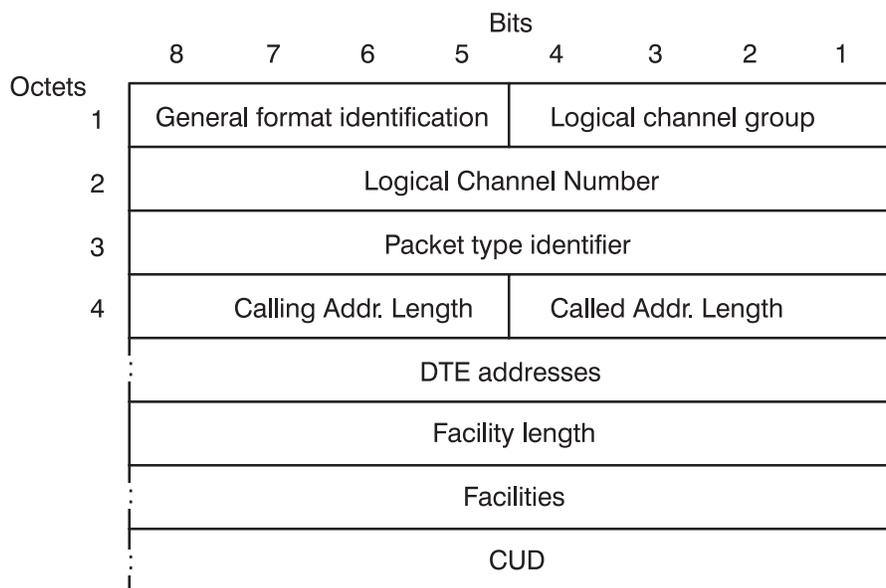 Bits
8 7 6 5 4 3 2 1
Octets
1 General format identification Logical channel group
2 Logical Channel Number
3 Packet type identifier
4 Calling Addr. Length Called Addr. Length
DTE addresses
Facility length
Facilities
CUD